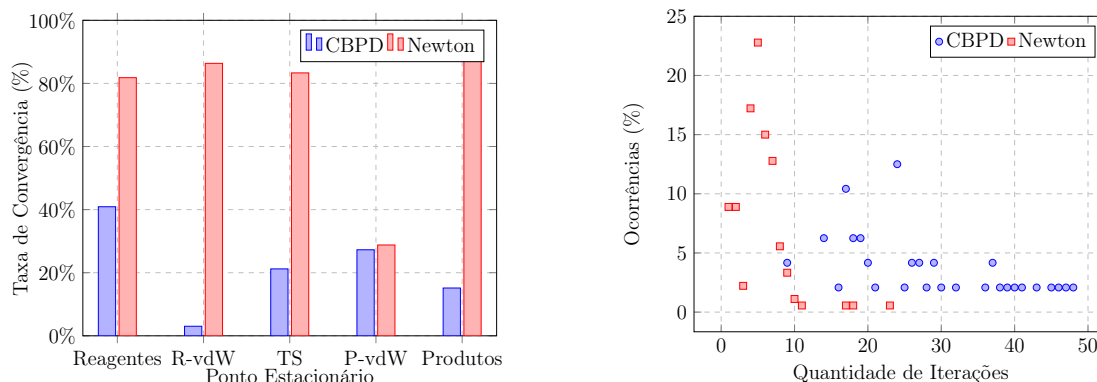 100%
80%
60%
40%
20%
0%
Taxa de Convergência (%)
CBPD Newton
Reagentes R-vdW TS P-vdW Produtos
Ponto Estacionário
25
20
15
10
5
0
Ocorrências (%)
CBPD Newton
0 10 20 30 40 50
Quantidade de Iterações